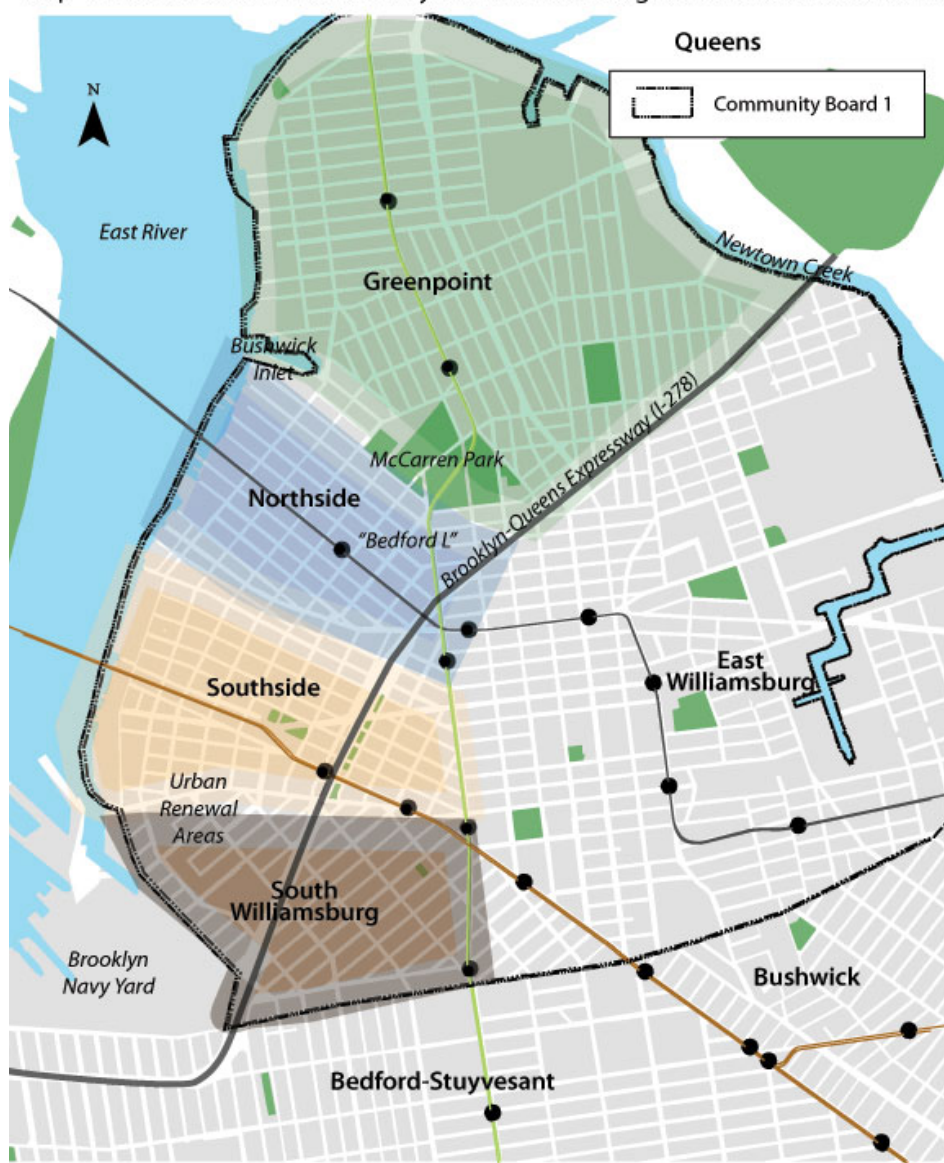 Queens
N
Community Board 1
East River
Newtown Creek
Greenpoint
Bushwick
Inlet
Brooklyn-Queens Expressway (I-278)
McCarren Park
Northside
"Bedford L"
East
Williamsburg
Southside
Urban
Renewal
Areas
South
Williamsburg
Brooklyn
Navy Yard
Bushwick
Bedford-Stuyvesant